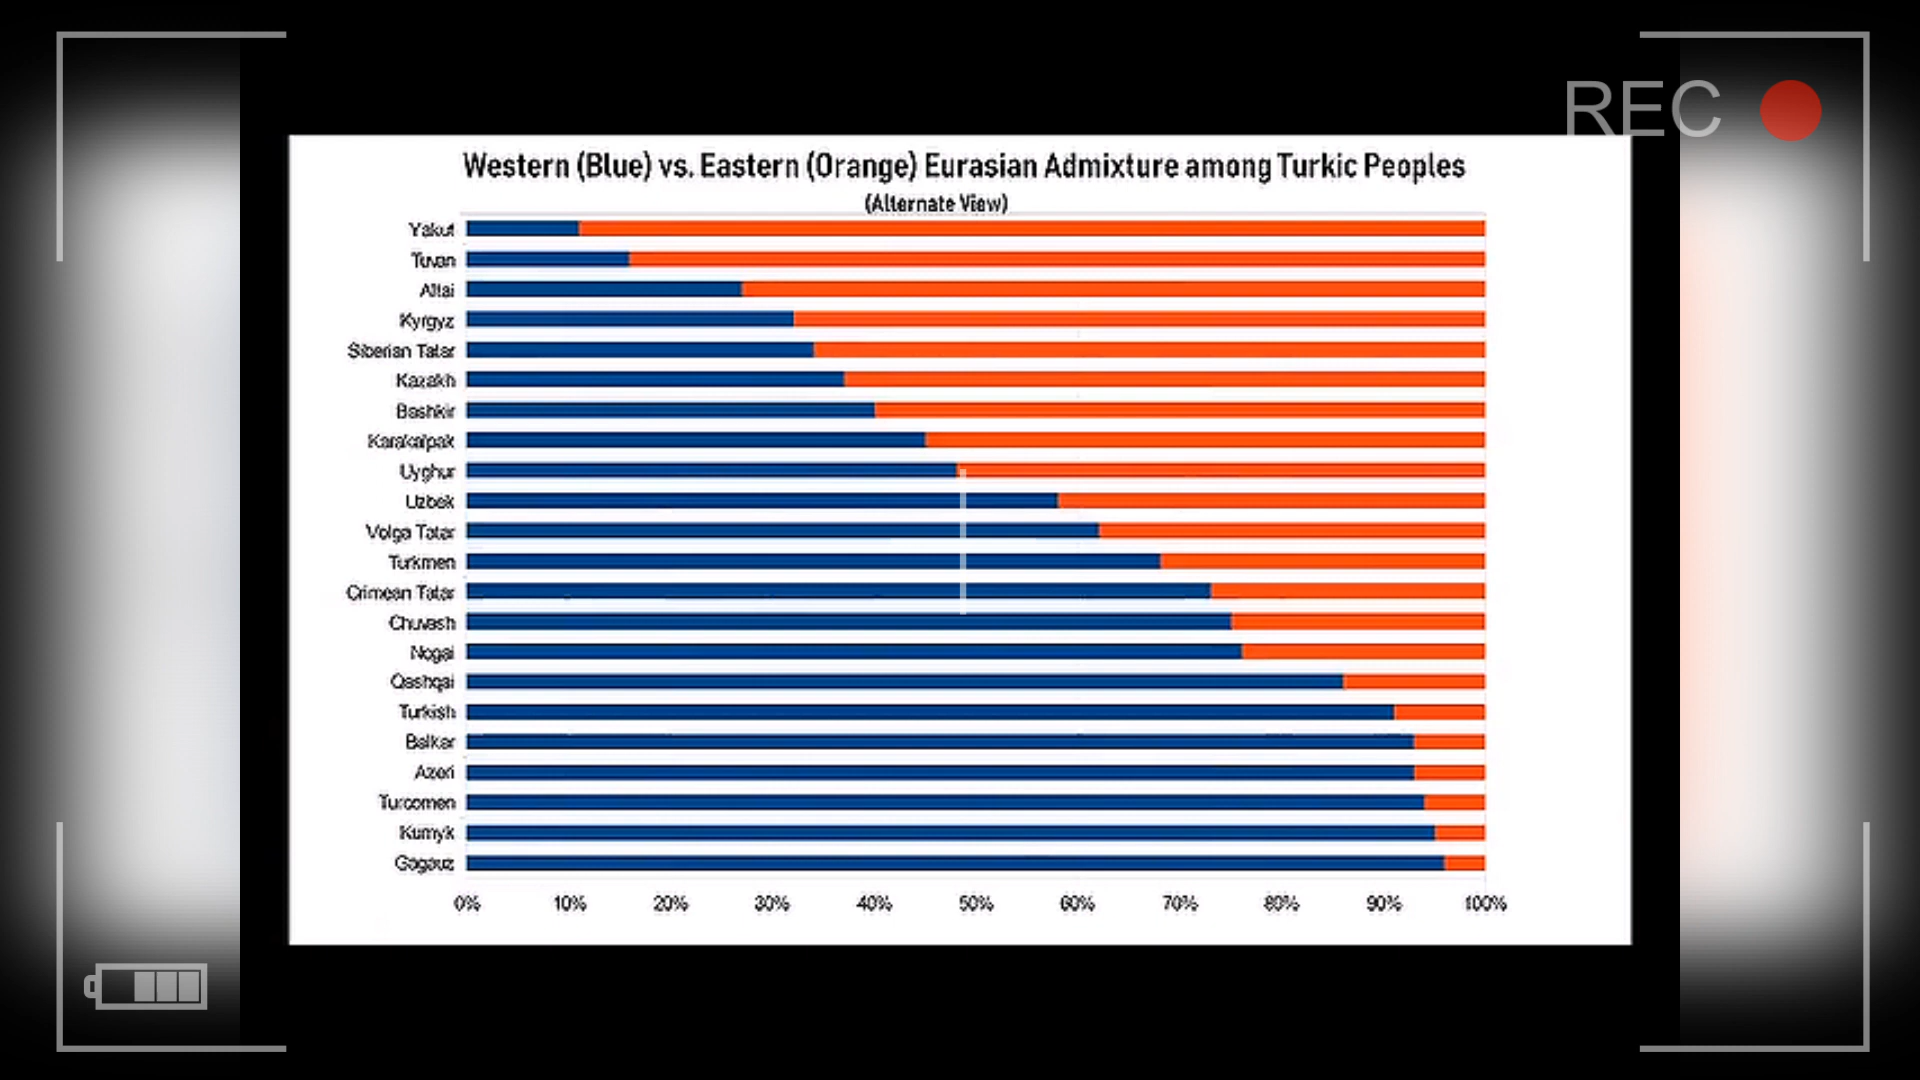 REC
Western (Blue) vs. Eastern (Orange) Eurasian Admixture among Turkic Peoples
(Alternate View)
Yakut
Tuvan
Altai
Kyrgyz
Siberian Tatar
Kazakh
Bashkir
Karakalpak
Uyghur
Uzbek
Volga Tatar
Turkmen
Crimean Tatar
Chuvash
Nogai
Qashqai
Turkish
Balkar
Azeri
Turcomen
Kumyk
Gagauz
0% 10% 20% 30% 40% 50% 60% 70% 80% 90% 100%